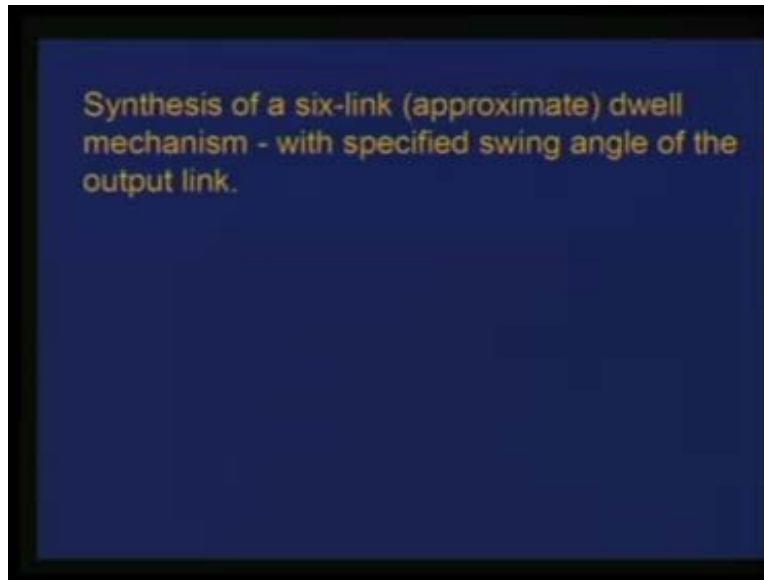 Synthesis of a six-link (approximate) dwell
mechanism - with specified swing angle of the
output link.